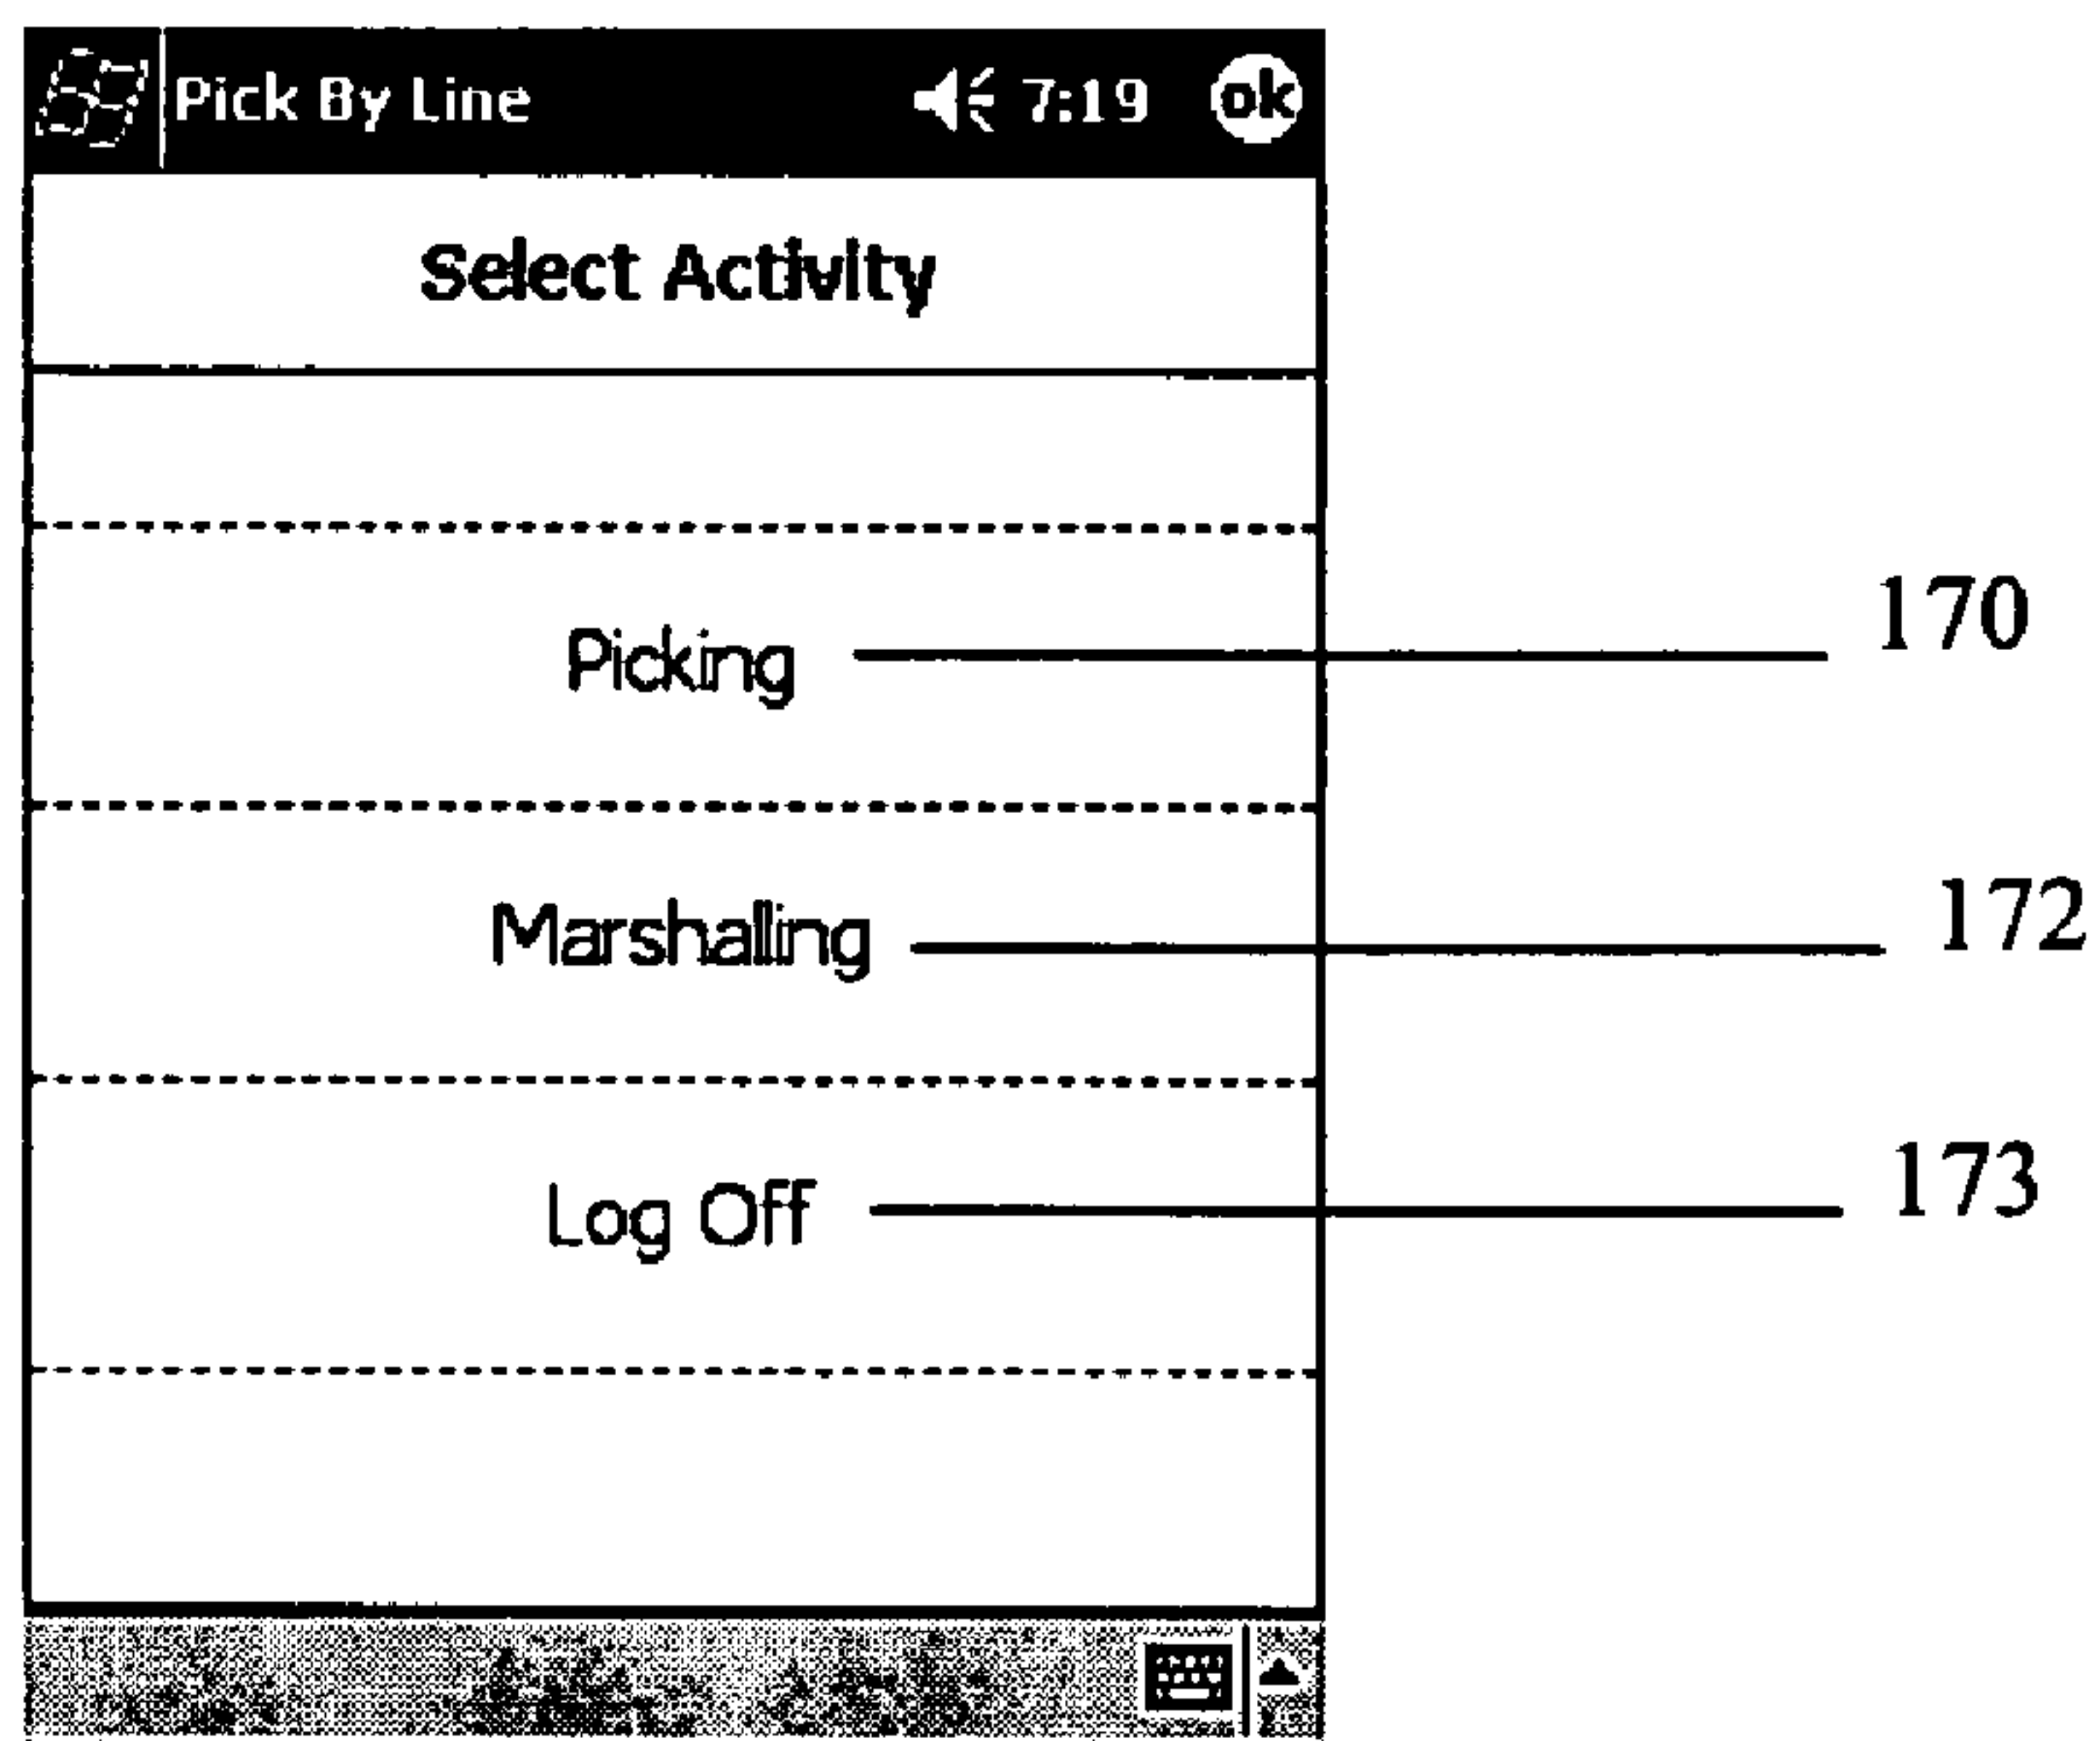 Pick By Line 7:19 ok
Select Activity
Picking 170
Marshalling 172
Log Off 173